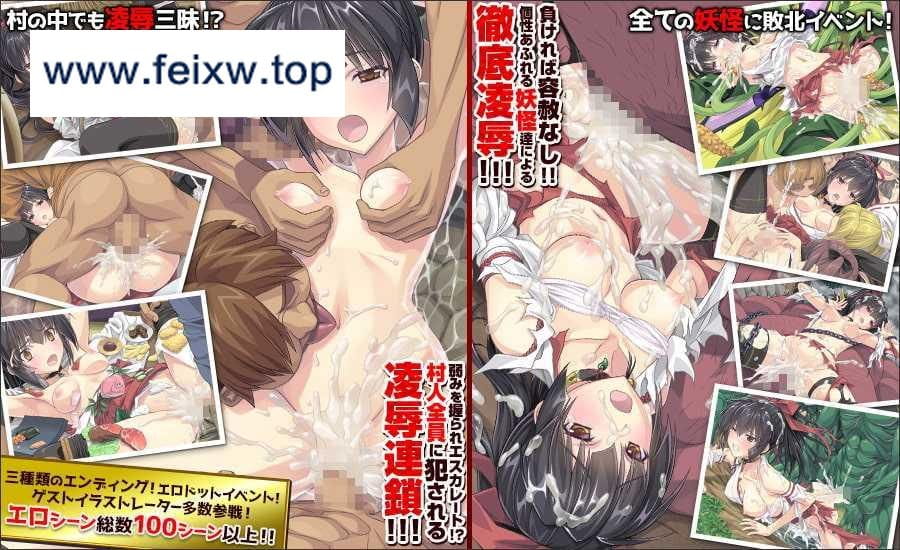 村の中でも凌辱三昧!?
www.feixw.top
弱みを握られエスカレート!?
村人全員に犯される
凌辱連鎖!!!
三種類のエンディング!エロドットイベント!
ゲストイラストレーター多数参戦!
エロシーン総数100シーン以上!!
負ければ容赦なし!!
個性あふれる妖怪達による
徹底凌辱!!!
全ての妖怪に敗北イベント!